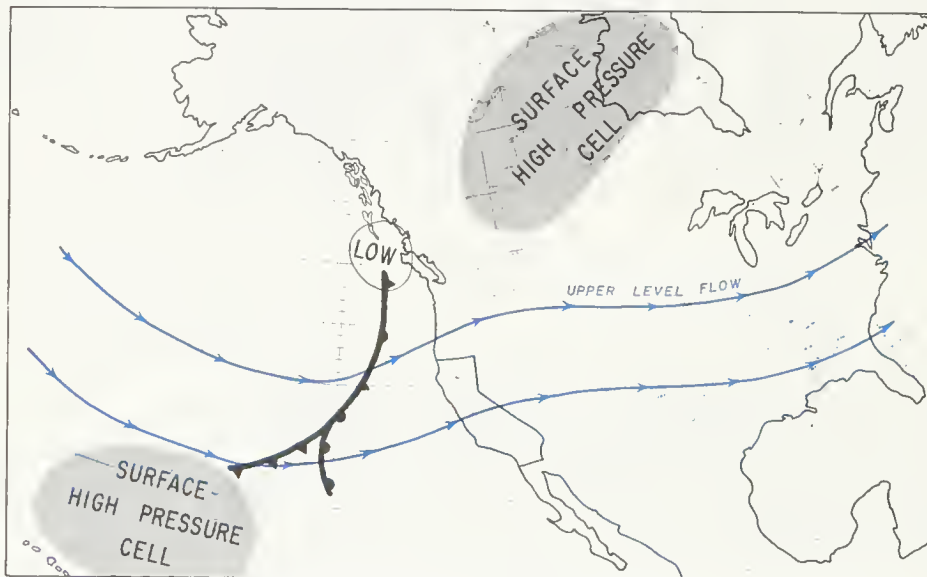 SURFACE
HIGH PRESSURE
CELL
LOW
UPPER LEVEL FLOW
SURFACE
HIGH PRESSURE
CELL